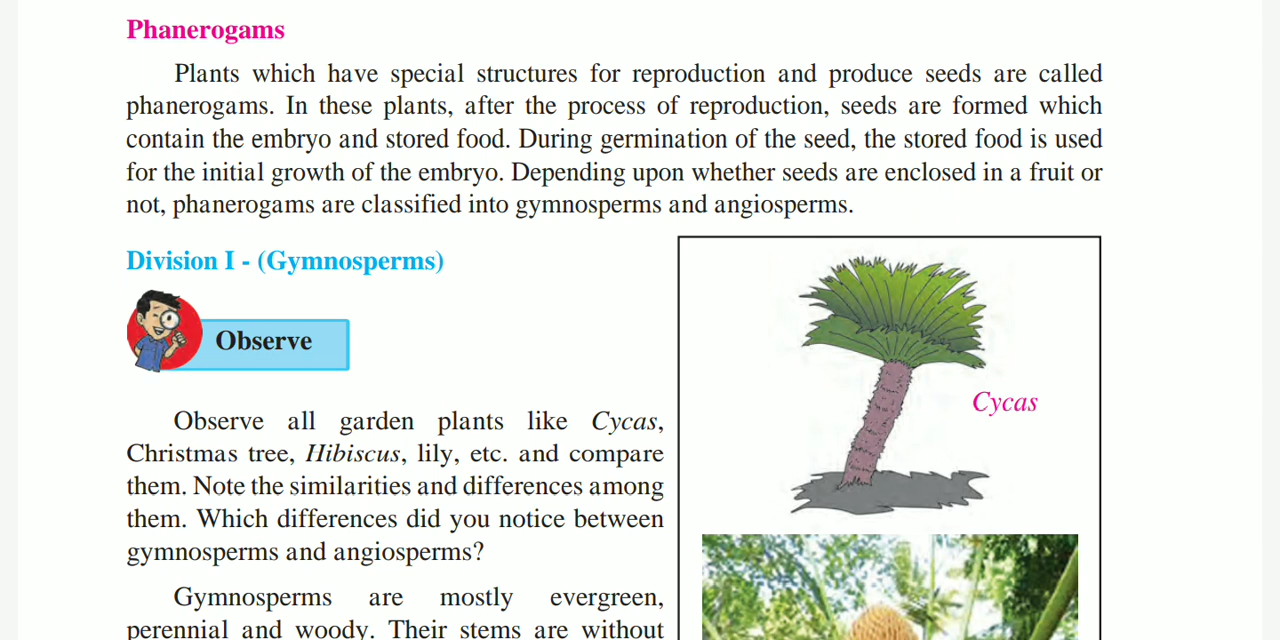 Phanerogams
Plants which have special structures for reproduction and produce seeds are called
phanerogams. In these plants, after the process of reproduction, seeds are formed which
contain the embryo and stored food. During germination of the seed, the stored food is used
for the initial growth of the embryo. Depending upon whether seeds are enclosed in a fruit or
not, phanerogams are classified into gymnosperms and angiosperms.
Division I - (Gymnosperms)
Observe
Observe all garden plants like Cycas,
Christmas tree, Hibiscus, lily, etc. and compare
them. Note the similarities and differences among
them. Which differences did you notice between
gymnosperms and angiosperms?
Gymnosperms are mostly evergreen,
perennial and woody. Their stems are without
Cycas